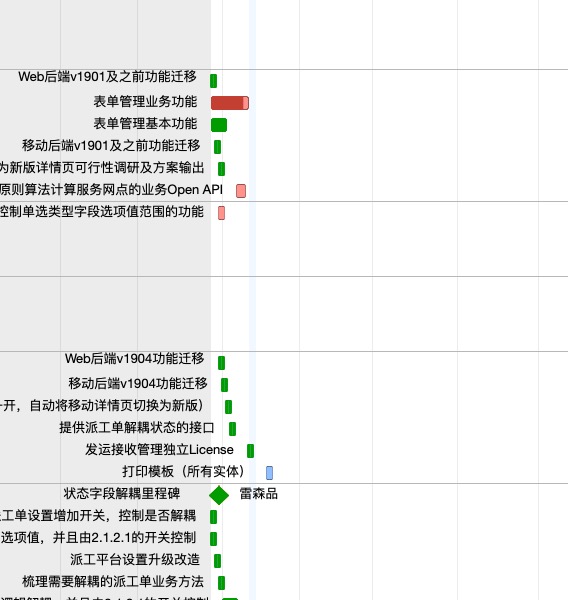 Web后端v1901及之前功能迁移
表单管理业务功能
表单管理基本功能
移动后端v1901及之前功能迁移
为新版详情页可行性调研及方案输出
原则算法计算服务网点的业务Open API
控制单选类型字段选项值范围的功能
Web后端v1904功能迁移
移动后端v1904功能迁移
开，自动将移动详情页切换为新版）
提供派工单解耦状态的接口
发运接收管理独立License
打印模板（所有实体）
状态字段解耦里程碑 雷森品
工单设置增加开关，控制是否解耦
选项值，并且由2.1.2.1的开关控制
派工平台设置升级改造
梳理需要解耦的派工单业务方法